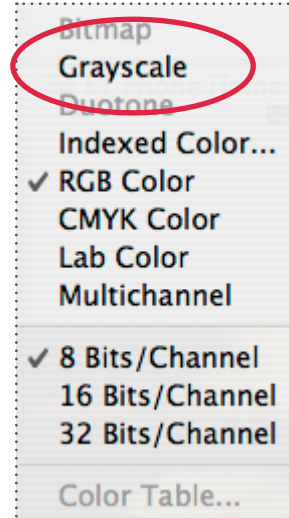 Bitmap
Grayscale
Duotone
Indexed Color...
✓ RGB Color
CMYK Color
Lab Color
Multichannel
✓ 8 Bits/Channel
16 Bits/Channel
32 Bits/Channel
Color Table...